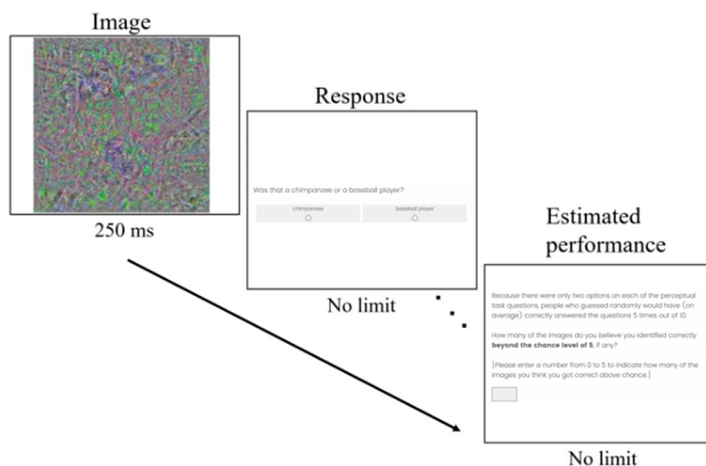 Image
250 ms
Response
Was that a chimpanzee or a baseball player?
chimpanzee
baseball player
No limit
Estimated
performance
Because there were only two options on each of the perceptual
task questions, people who guessed randomly would have (on
average) correctly answered the questions 5 times out of 10.
How many of the images do you believe you identified correctly
beyond the chance level of 5, if any?
[Please enter a number from 0 to 5 to indicate how many of the
images you think you got correct above chance.]
No limit